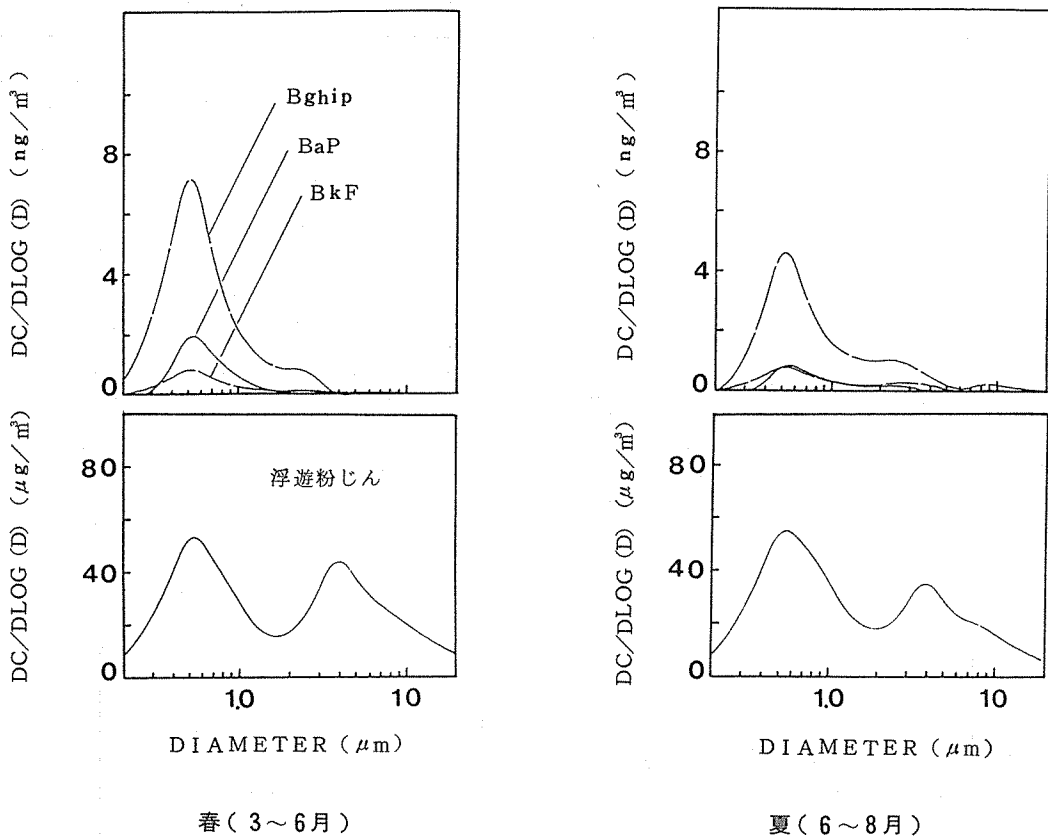 DC/DLOG (D) (ng/m³)
8
4
0
Bghip
BaP
BkF
DC/DLOG (D) (μg/m³)
80
40
0
浮遊粉じん
1.0
10
DIAMETER (μm)
春(3~6月)
DC/DLOG (D) (ng/m³)
8
4
0
DC/DLOG (D) (μg/m³)
80
40
0
1.0
10
DIAMETER (μm)
夏(6~8月)